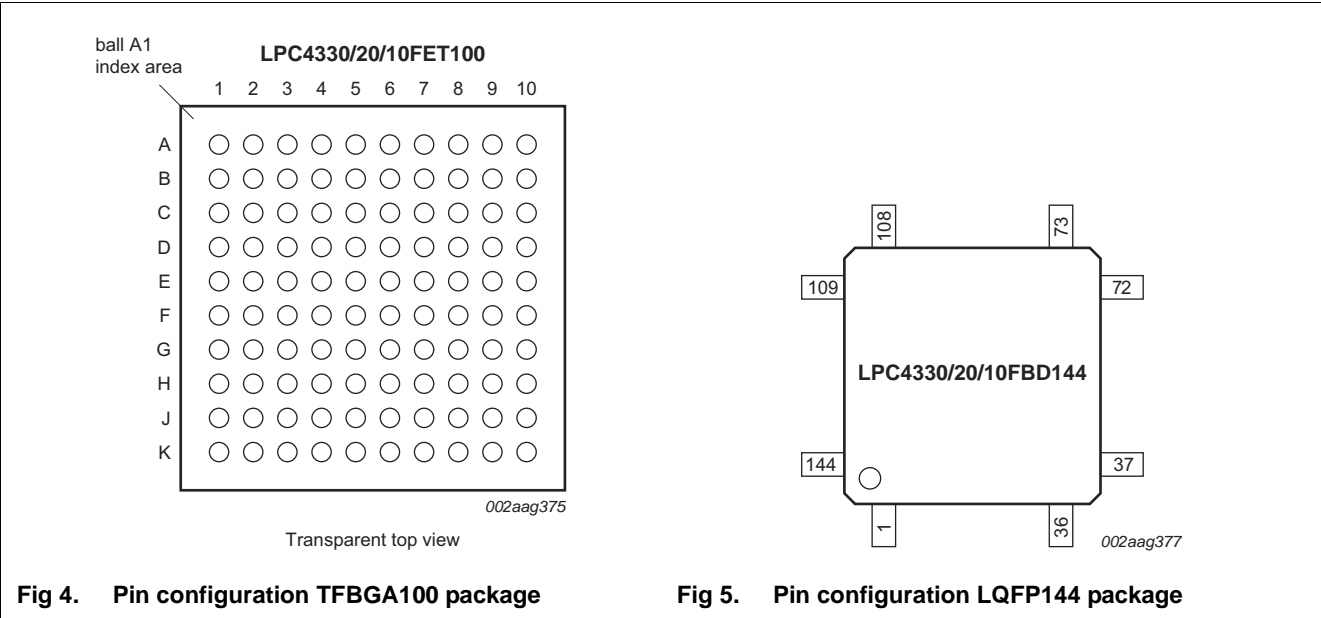 ball A1
index area
LPC4330/20/10FET100
1 2 3 4 5 6 7 8 9 10
A
B
C
D
E
F
G
H
J
K
002aag375
Transparent top view
Fig 4. Pin configuration TFBGA100 package
108
73
109
72
LPC4330/20/10FBD144
144
37
1
36
002aag377
Fig 5. Pin configuration LQFP144 package